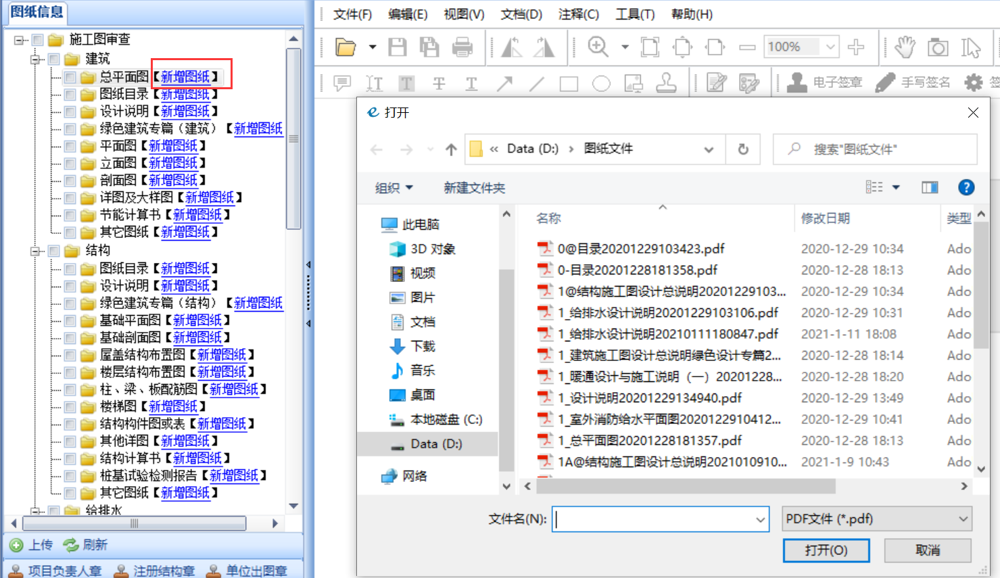 图纸信息
施工图审查
建筑
总平面图【新增图纸】
图纸目录【新增图纸】
设计说明【新增图纸】
绿色建筑专篇（建筑）【新增图纸
平面图【新增图纸】
立面图【新增图纸】
剖面图【新增图纸】
详图及大样图【新增图纸】
节能计算书【新增图纸】
其它图纸【新增图纸】
结构
图纸目录【新增图纸】
设计说明【新增图纸】
绿色建筑专篇（结构）【新增图纸
基础平面图【新增图纸】
基础剖面图【新增图纸】
屋盖结构布置图【新增图纸】
楼层结构布置图【新增图纸】
柱、梁、板配筋图【新增图纸】
楼梯图【新增图纸】
结构构件图或表【新增图纸】
其他详图【新增图纸】
结构计算书【新增图纸】
桩基试验检测报告【新增图纸】
其它图纸【新增图纸】
给排水
上传 刷新
项目负责人章 注册结构章 单位出图章
文件(F) 编辑(E) 视图(V) 文档(D) 注释(C) 工具(T) 帮助(H)
100%
电子签章 手写签名 签
打开
« Data (D:) › 图纸文件
搜索"图纸文件"
组织 新建文件夹
此电脑
3D 对象
视频
图片
文档
下载
音乐
桌面
本地磁盘 (C:)
Data (D:)
网络
名称 修改日期 类型
0@目录20201229103423.pdf 2020-12-29 10:34 Ado
0-目录20201228181358.pdf 2020-12-28 18:13 Ado
1@结构施工图设计总说明20201229103... 2020-12-29 10:34 Ado
1_给排水设计说明20201229103106.pdf 2020-12-29 10:31 Ado
1_给排水设计说明20210111180847.pdf 2021-1-11 18:08 Ado
1_建筑施工图设计总说明绿色设计专篇2... 2020-12-28 18:14 Ado
1_暖通设计与施工说明（一）20201228... 2020-12-28 18:20 Ado
1_设计说明20201229134940.pdf 2020-12-29 13:49 Ado
1_室外消防给水平面图2020122910412... 2020-12-29 10:41 Ado
1_总平面图20201228181357.pdf 2020-12-28 18:13 Ado
1A@结构施工图设计总说明2021010910... 2021-1-9 10:43 Ado
文件名(N): PDF文件 (*.pdf)
打开(O) 取消